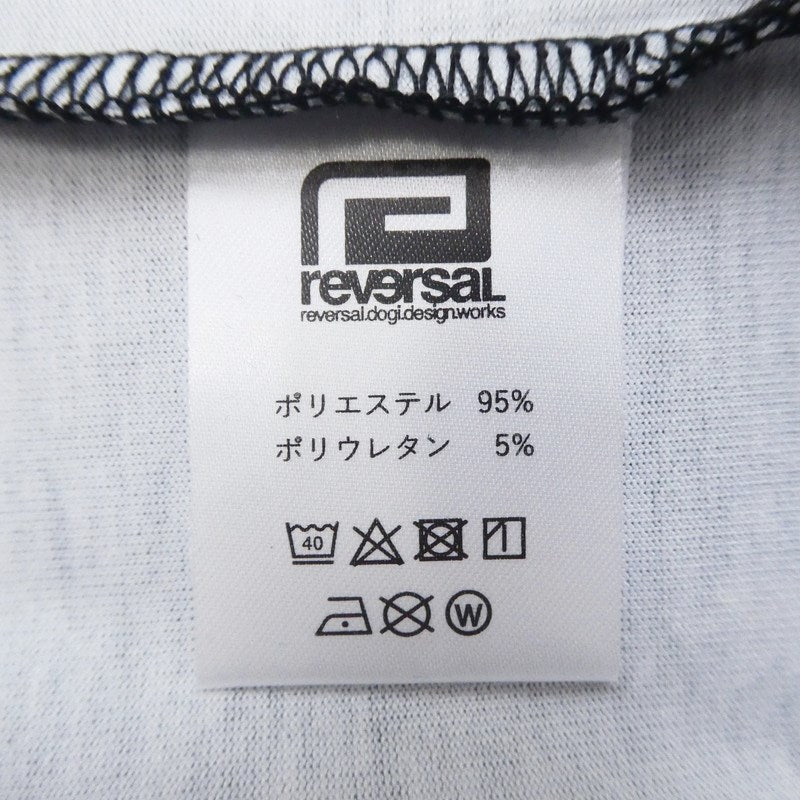 reversal
reversal.dogi.design.works
ポリエステル 95%
ポリウレタン 5%
40
W